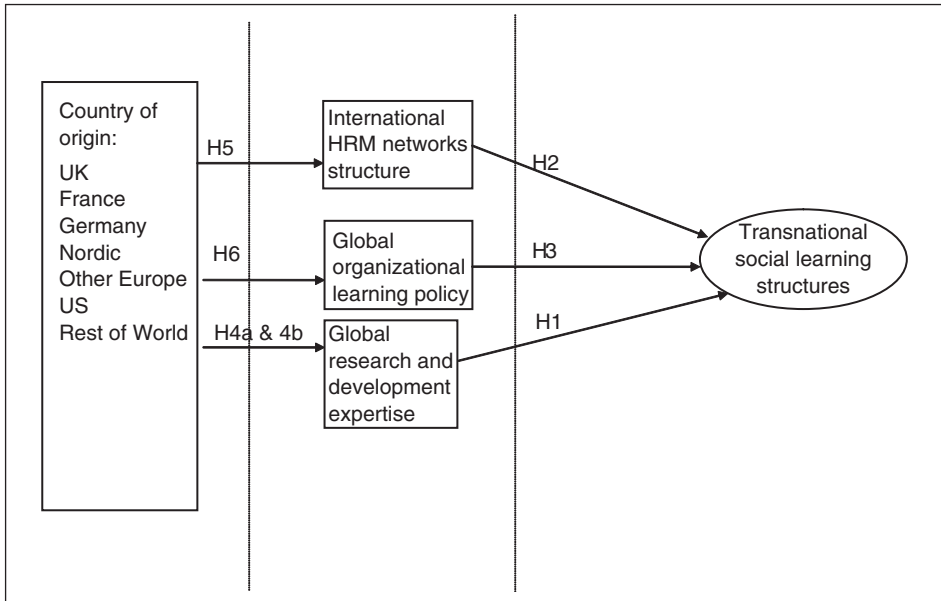 Country of
origin:
UK
France
Germany
Nordic
Other Europe
US
Rest of World
H5
H6
H4a & 4b
International
HRM networks
structure
Global
organizational
learning policy
Global
research and
development
expertise
H2
H3
H1
Transnational
social learning
structures